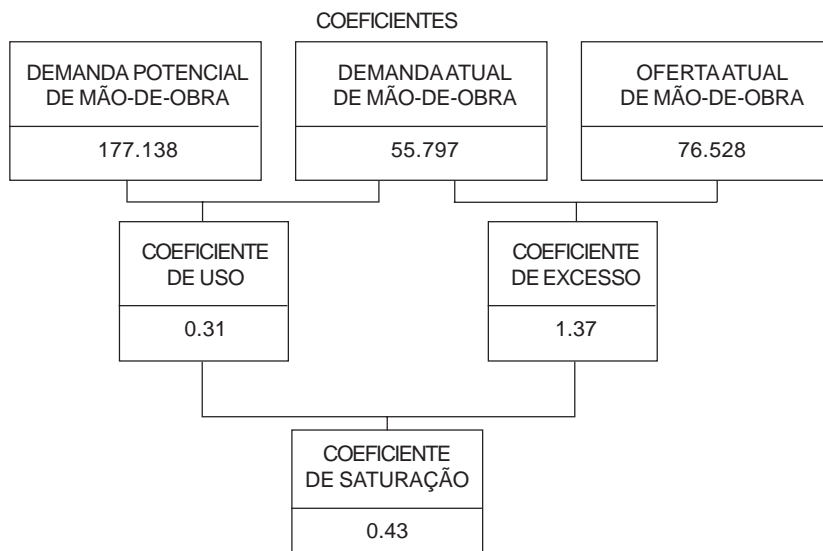 COEFICIENTES
DEMANDA POTENCIAL
DE MÃO-DE-OBRA
177.138
DEMANDA ATUAL
DE MÃO-DE-OBRA
55.797
OFERTA ATUAL
DE MÃO-DE-OBRA
76.528
COEFICIENTE
DE USO
0.31
COEFICIENTE
DE EXCESSO
1.37
COEFICIENTE
DE SATURAÇÃO
0.43